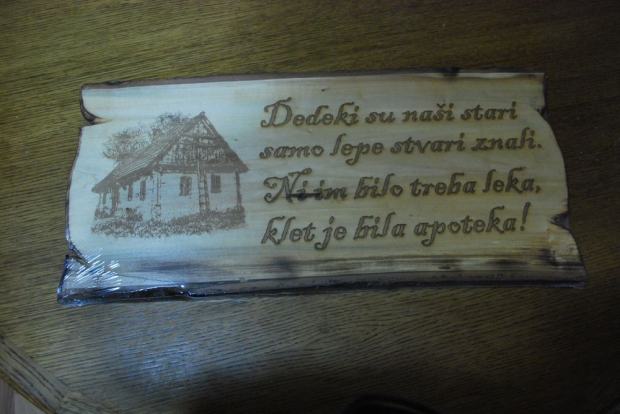 Dedeki su naši stari
samo lepe stvari znali.
Ni im bilo treba leka,
klet je bila apoteka!